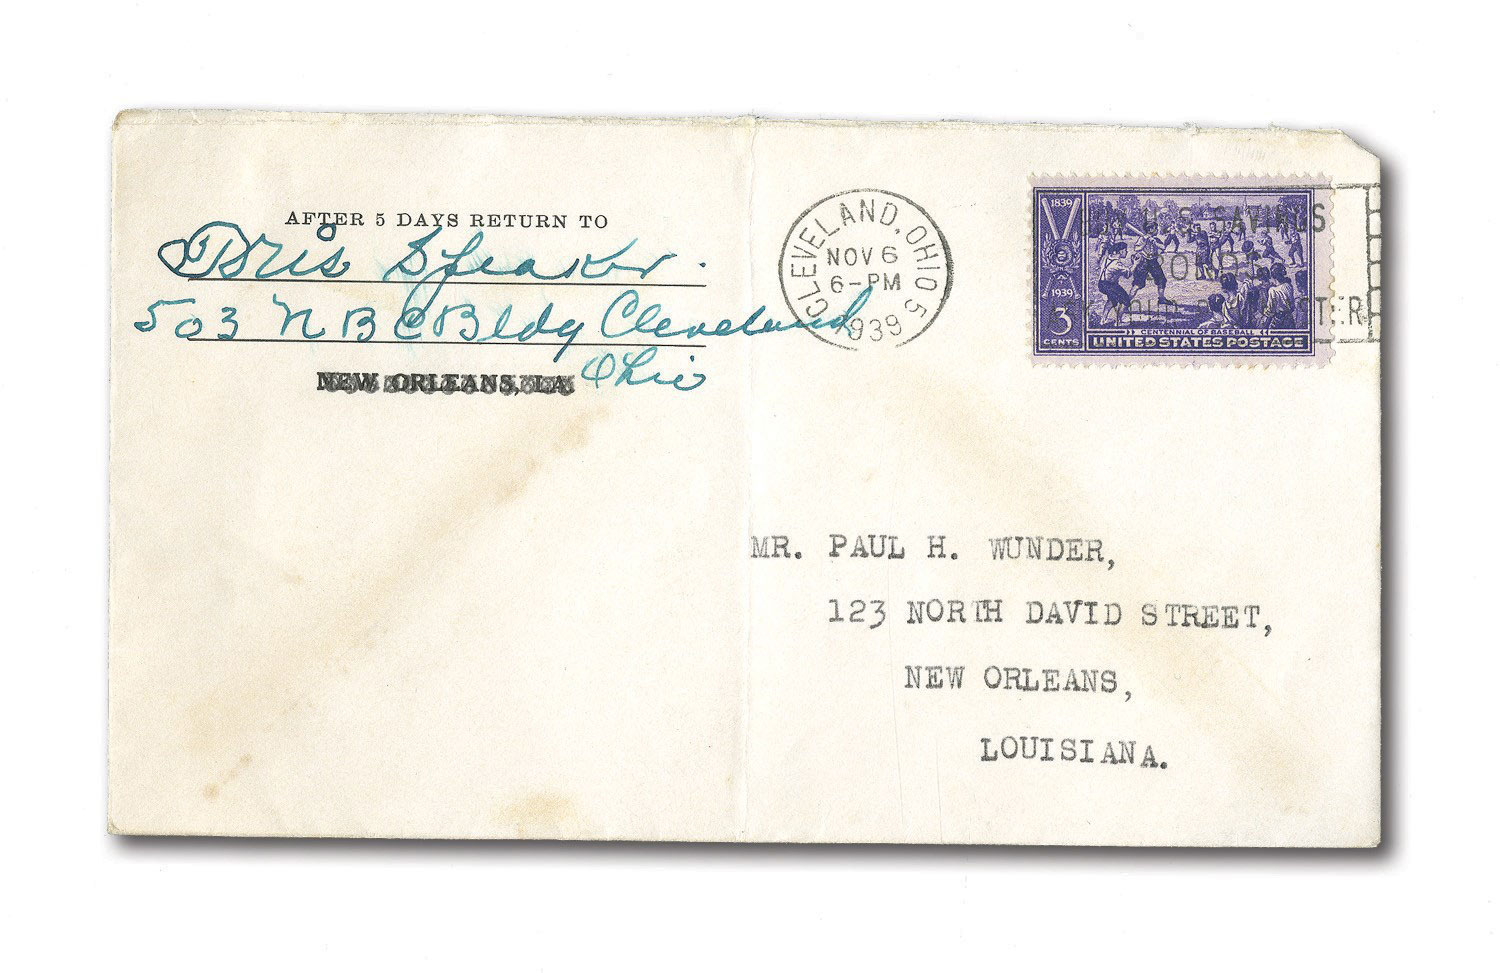 AFTER 5 DAYS RETURN TO
Tris Speaker.
503 N B C Bldg Cleveland
Ohio
NEW ORLEANS, LA.
CLEVELAND, OHIO 5
NOV 6
6-PM
1939
U.S. SAVINGS
1839
1939
3
CENTS
CENTENNIAL OF BASEBALL
UNITED STATES POSTAGE
MR. PAUL H. WUNDER,
123 NORTH DAVID STREET,
NEW ORLEANS,
LOUISIANA.